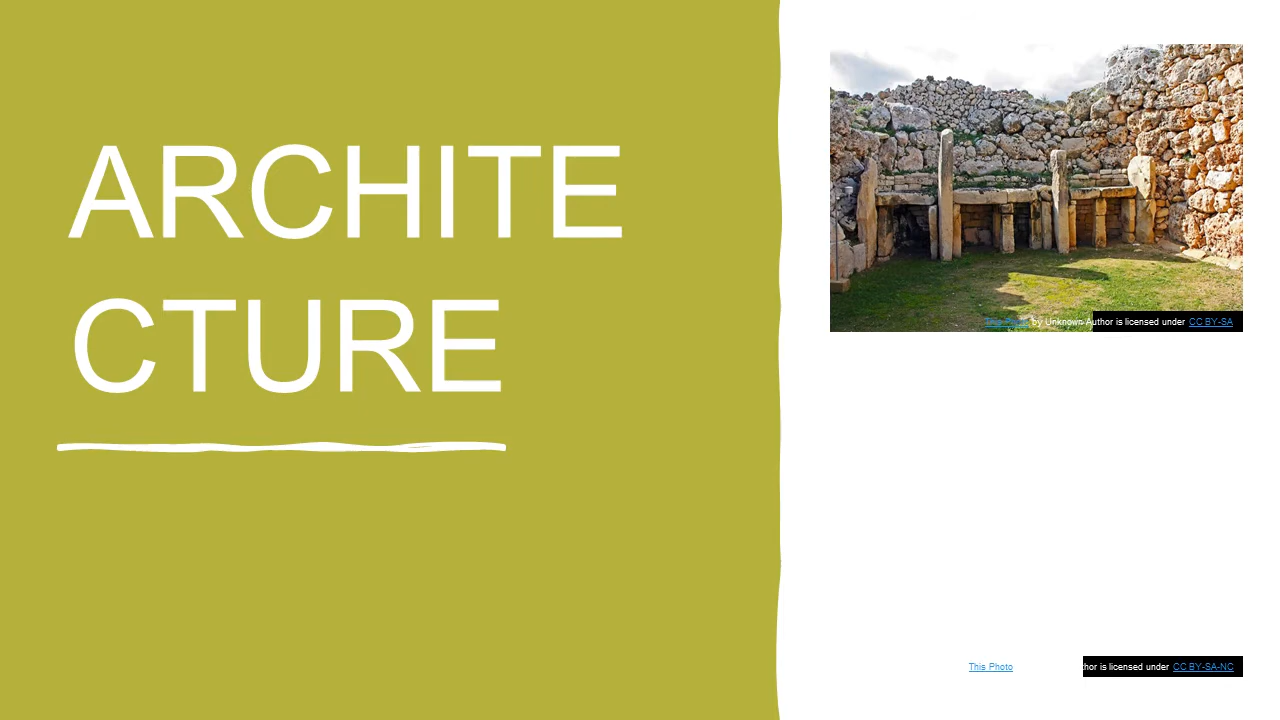 ARCHITE
CTURE
This Photo by Unknown Author is licensed under CC BY-SA
This Photo thor is licensed under CC BY-SA-NC